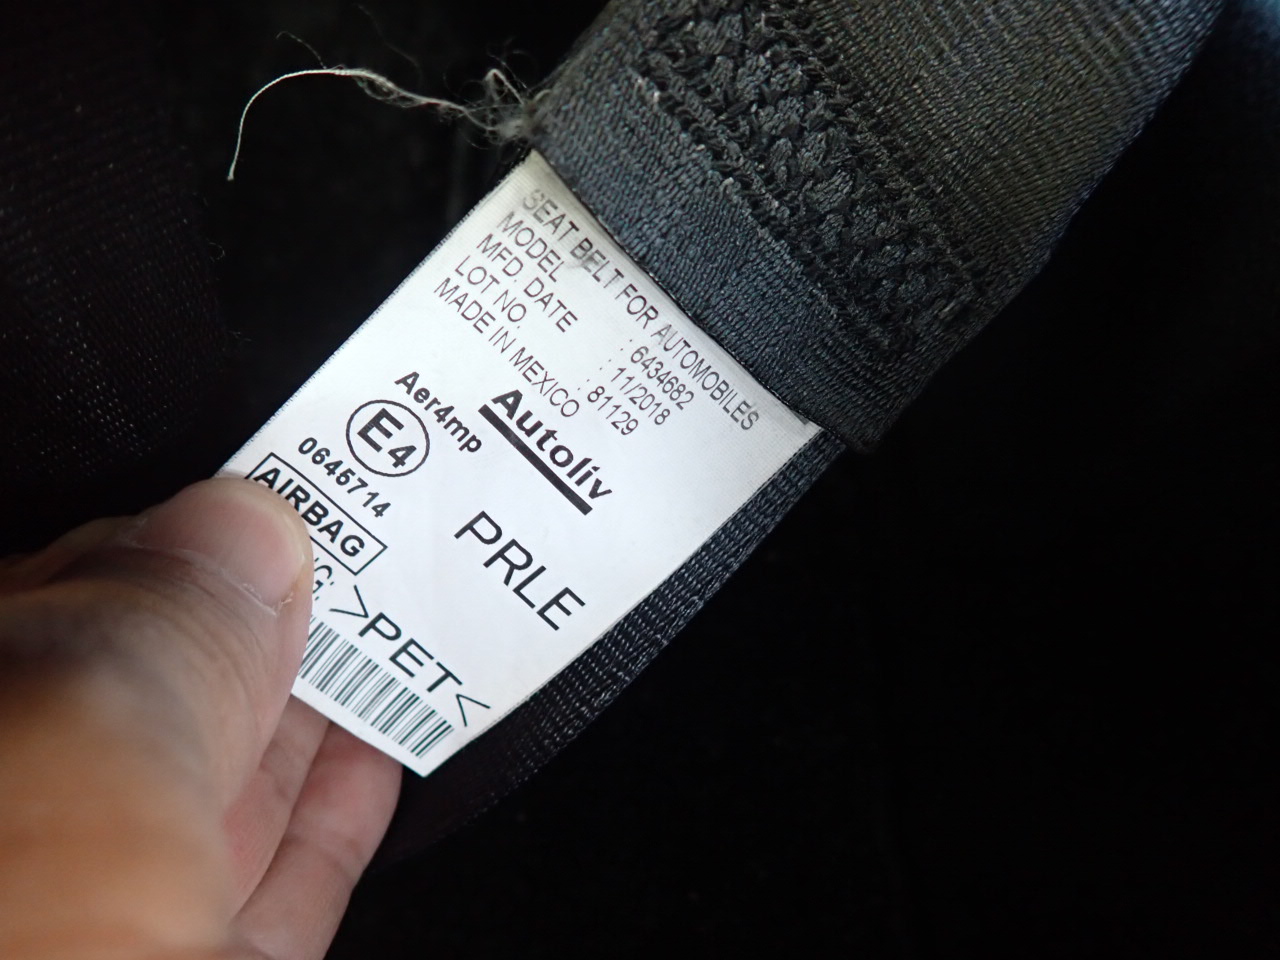 SEAT BELT FOR AUTOMOBILES
MODEL : 6434682
MFD. DATE : 11/2018
LOT NO. : 81129
MADE IN MEXICO
Autoliv
Aer4mp
E4
0645714
PRLE
AIRBAG
>PET<